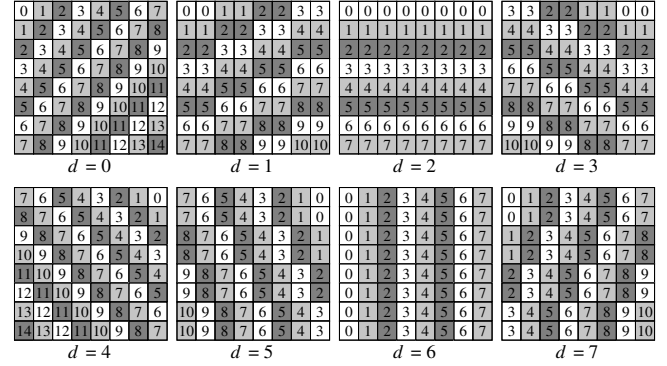 0 1 2 3 4 5 6 7 0 0 1 1 2 2 3 3 0 0 0 0 0 0 0 0 3 3 2 2 1 1 0 0
1 2 3 4 5 6 7 8 1 1 2 2 3 3 4 4 1 1 1 1 1 1 1 1 4 4 3 3 2 2 1 1
2 3 4 5 6 7 8 9 2 2 3 3 4 4 5 5 2 2 2 2 2 2 2 2 5 5 4 4 3 3 2 2
3 4 5 6 7 8 9 10 3 3 4 4 5 5 6 6 3 3 3 3 3 3 3 3 6 6 5 5 4 4 3 3
4 5 6 7 8 9 10 11 4 4 5 5 6 6 7 7 4 4 4 4 4 4 4 4 7 7 6 6 5 5 4 4
5 6 7 8 9 10 11 12 5 5 6 6 7 7 8 8 5 5 5 5 5 5 5 5 8 8 7 7 6 6 5 5
6 7 8 9 10 11 12 13 6 6 7 7 8 8 9 9 6 6 6 6 6 6 6 6 9 9 8 8 7 7 6 6
7 8 9 10 11 12 13 14 7 7 8 8 9 9 10 10 7 7 7 7 7 7 7 7 10 10 9 9 8 8 7 7
d = 0 d = 1 d = 2 d = 3
7 6 5 4 3 2 1 0 7 6 5 4 3 2 1 0 0 1 2 3 4 5 6 7 0 1 2 3 4 5 6 7
8 7 6 5 4 3 2 1 7 6 5 4 3 2 1 0 0 1 2 3 4 5 6 7 0 1 2 3 4 5 6 7
9 8 7 6 5 4 3 2 8 7 6 5 4 3 2 1 0 1 2 3 4 5 6 7 1 2 3 4 5 6 7 8
10 9 8 7 6 5 4 3 8 7 6 5 4 3 2 1 0 1 2 3 4 5 6 7 1 2 3 4 5 6 7 8
11 10 9 8 7 6 5 4 9 8 7 6 5 4 3 2 0 1 2 3 4 5 6 7 2 3 4 5 6 7 8 9
12 11 10 9 8 7 6 5 9 8 7 6 5 4 3 2 0 1 2 3 4 5 6 7 2 3 4 5 6 7 8 9
13 12 11 10 9 8 7 6 10 9 8 7 6 5 4 3 0 1 2 3 4 5 6 7 3 4 5 6 7 8 9 10
14 13 12 11 10 9 8 7 10 9 8 7 6 5 4 3 0 1 2 3 4 5 6 7 3 4 5 6 7 8 9 10
d = 4 d = 5 d = 6 d = 7